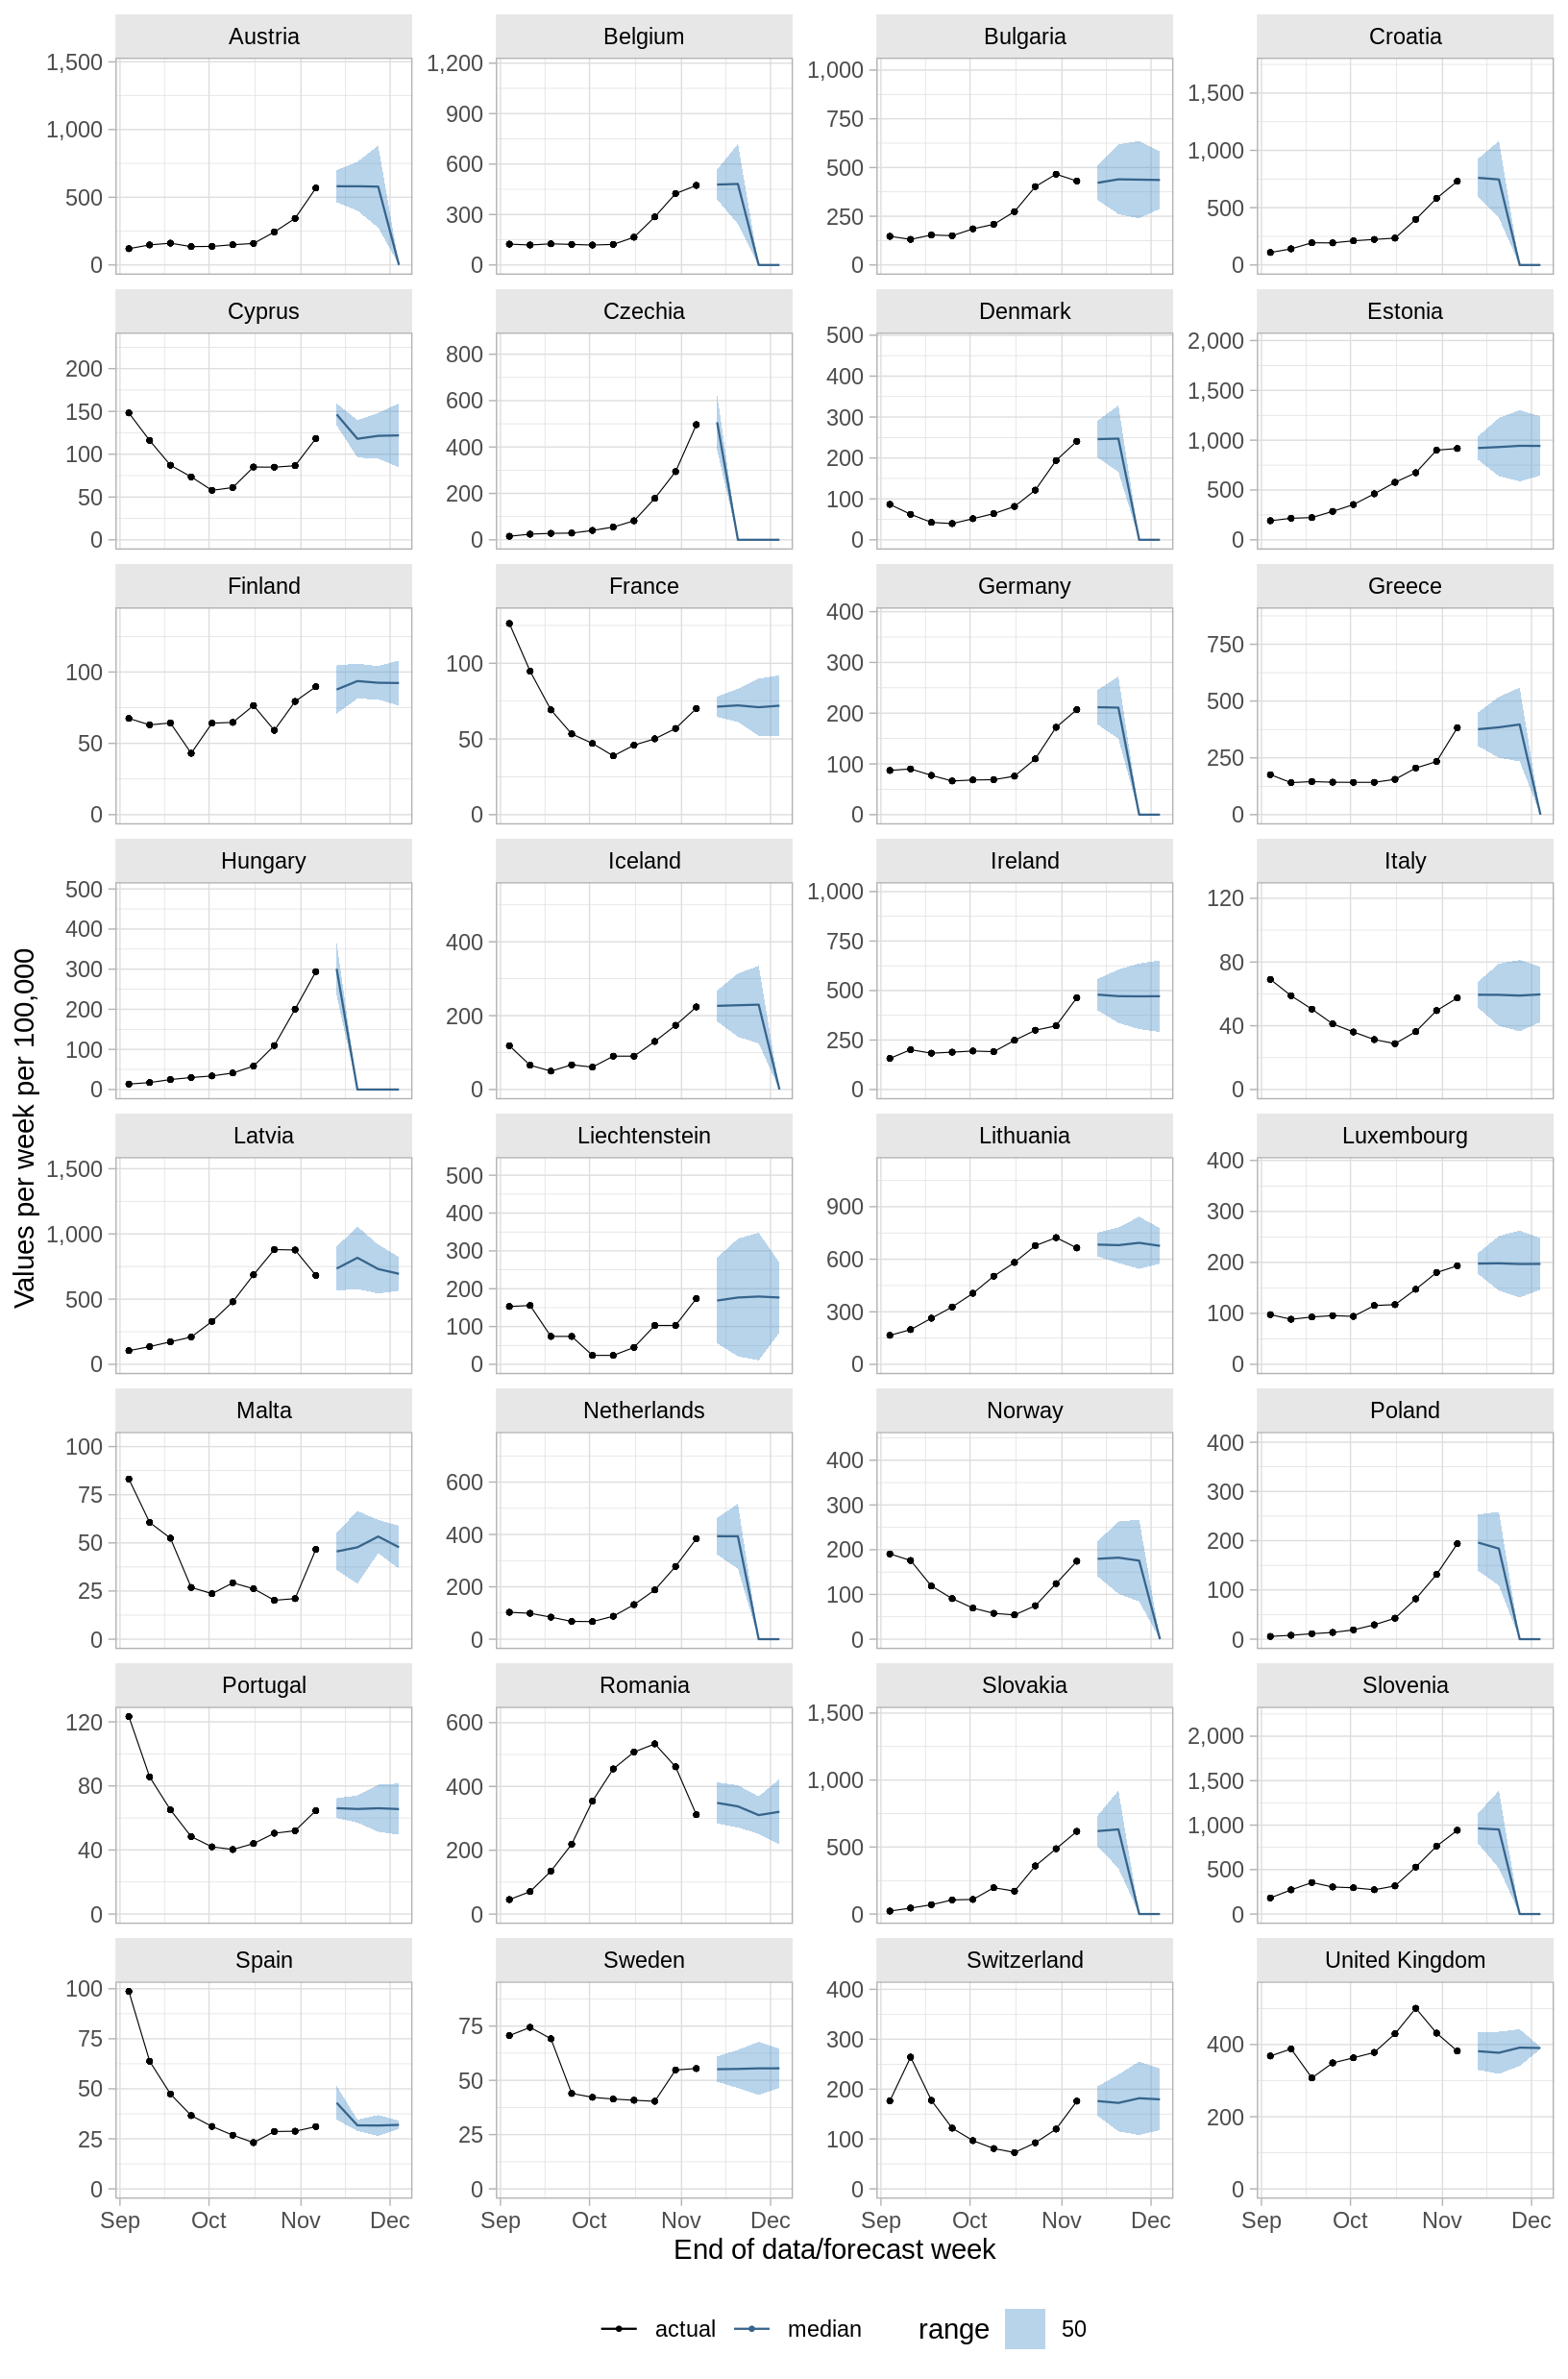 Austria Belgium Bulgaria Croatia
1,500 1,000 500 0
1,200 900 600 300 0
1,000 750 500 250 0
1,500 1,000 500 0
Cyprus Czechia Denmark Estonia
200 150 100 50 0
800 600 400 200 0
500 400 300 200 100 0
2,000 1,500 1,000 500 0
Finland France Germany Greece
100 50 0
100 50 0
400 300 200 100 0
750 500 250 0
Hungary Iceland Ireland Italy
500 400 300 200 100 0
400 200 0
1,000 750 500 250 0
120 80 40 0
Values per week per 100,000
Latvia Liechtenstein Lithuania Luxembourg
1,500 1,000 500 0
500 400 300 200 100 0
900 600 300 0
400 300 200 100 0
Malta Netherlands Norway Poland
100 75 50 25 0
600 400 200 0
400 300 200 100 0
400 300 200 100 0
Portugal Romania Slovakia Slovenia
120 80 40 0
600 400 200 0
1,500 1,000 500 0
2,000 1,500 1,000 500 0
Spain Sweden Switzerland United Kingdom
100 75 50 25 0
75 50 25 0
400 300 200 100 0
400 200 0
Sep Oct Nov Dec Sep Oct Nov Dec Sep Oct Nov Dec Sep Oct Nov Dec
End of data/forecast week
actual median range 50